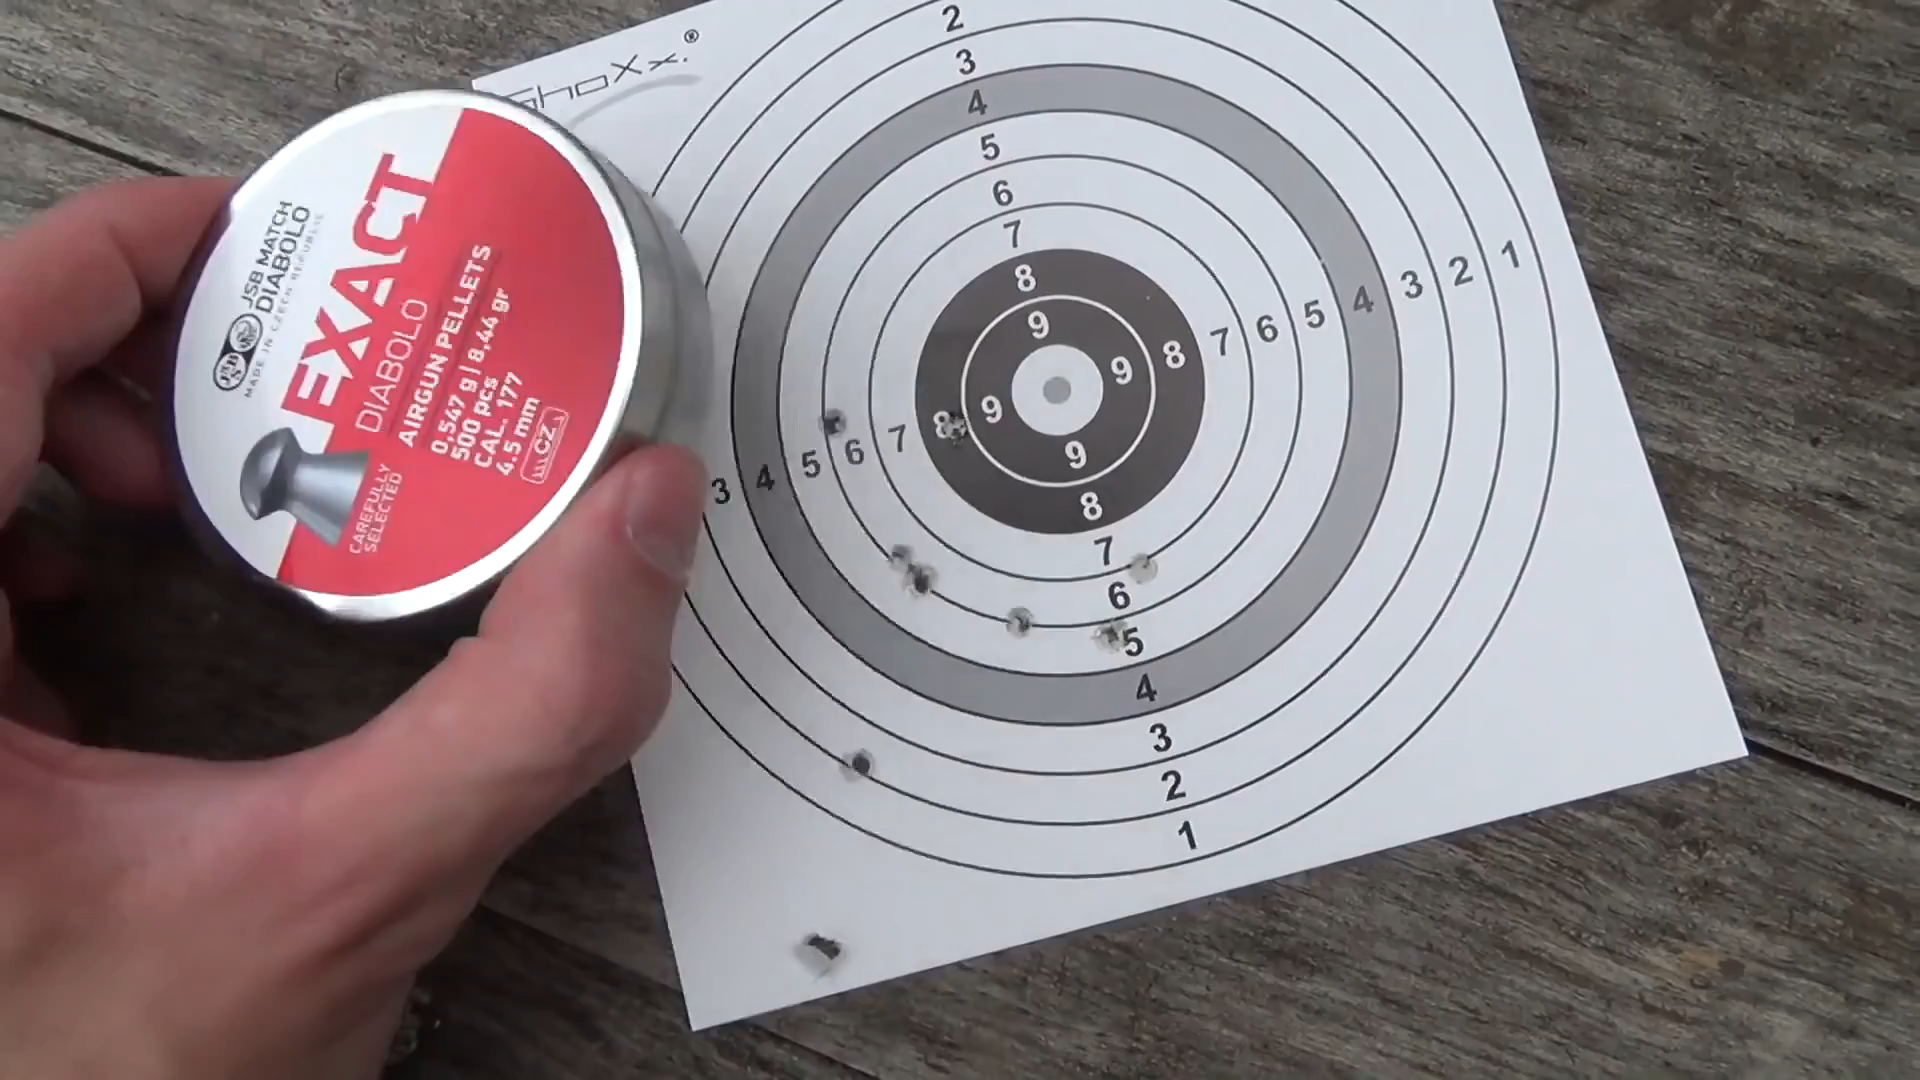 ShoXx.®
JSB MATCH
DIABOLO
MADE IN CZECH REPUBLIC
EXACT
DIABOLO
AIRGUN PELLETS
0,547 g | 8,44 gr
500 pcs
CAL. 177
4.5 mm
CZ
CAREFULLY
SELECTED
JSB
2
3
4
5
6
7
8
9
9 8 7 6 5 4 3 2 1
3 4 5 6 7 8 9
9
8
7
6
5
4
3
2
1